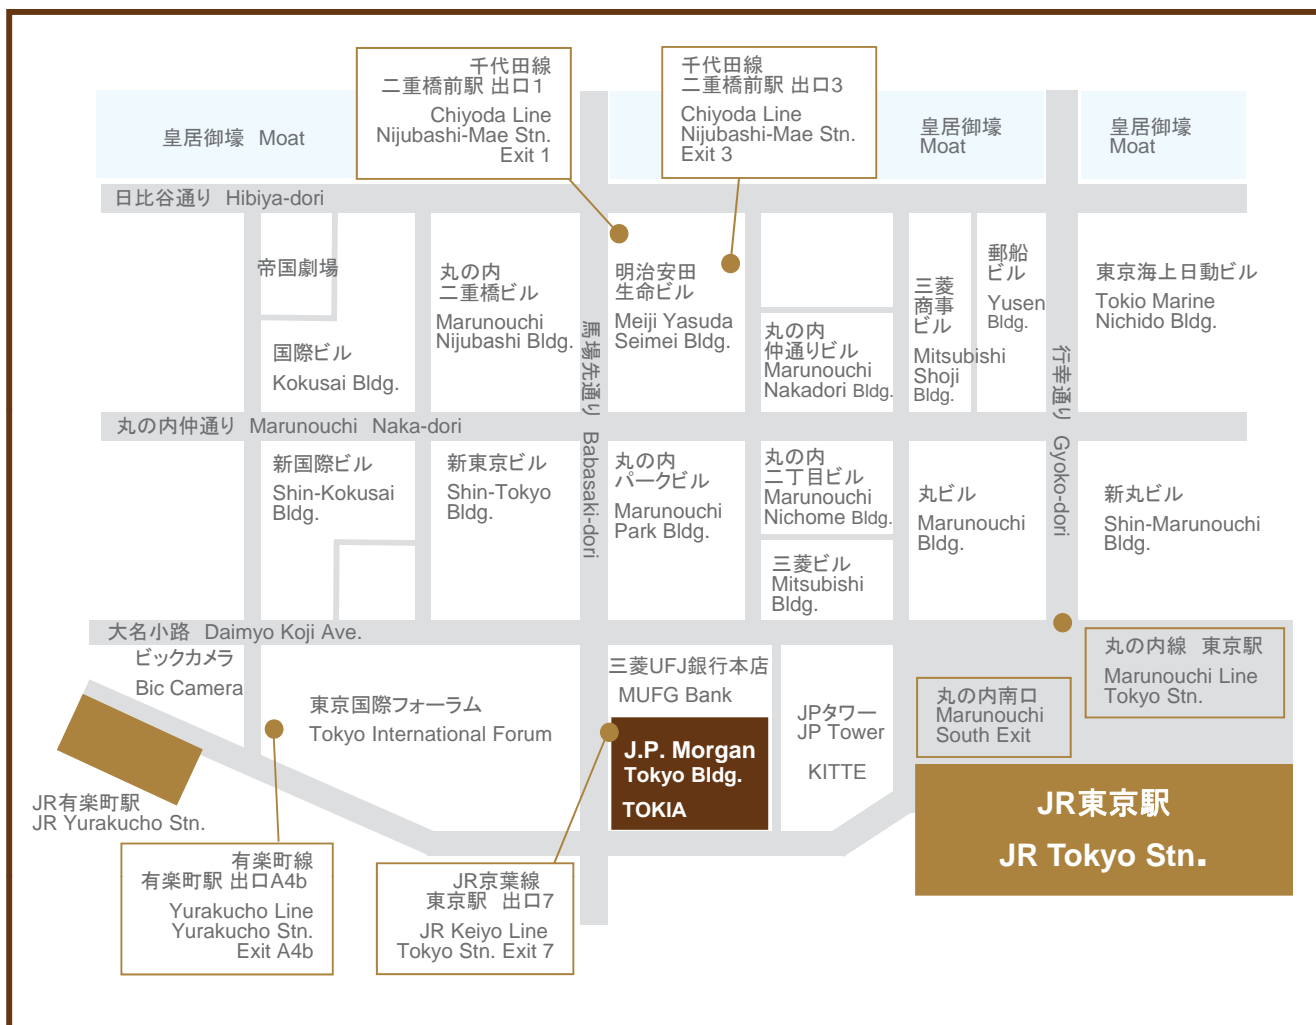 千代田線
二重橋前駅 出口1
Chiyoda Line
Nijubashi-Mae Stn.
Exit 1
千代田線
二重橋前駅 出口3
Chiyoda Line
Nijubashi-Mae Stn.
Exit 3
皇居御壕 Moat
皇居御壕
Moat
皇居御壕
Moat
日比谷通り Hibiya-dori
帝国劇場
国際ビル
Kokusai Bldg.
丸の内
二重橋ビル
Marunouchi
Nijubashi Bldg.
馬場先通り Babasaki-dori
明治安田
生命ビル
Meiji Yasuda
Seimei Bldg.
丸の内
仲通りビル
Marunouchi
Nakadori Bldg.
三菱
商事
ビル
Mitsubishi
Shoji
Bldg.
郵船
ビル
Yusen
Bldg.
行幸通り Gyoko-dori
東京海上日動ビル
Tokio Marine
Nichido Bldg.
丸の内仲通り Marunouchi Naka-dori
新国際ビル
Shin-Kokusai
Bldg.
新東京ビル
Shin-Tokyo
Bldg.
丸の内
パークビル
Marunouchi
Park Bldg.
丸の内
二丁目ビル
Marunouchi
Nichome Bldg.
三菱ビル
Mitsubishi
Bldg.
丸ビル
Marunouchi
Bldg.
新丸ビル
Shin-Marunouchi
Bldg.
大名小路 Daimyo Koji Ave.
ビックカメラ
Bic Camera
東京国際フォーラム
Tokyo International Forum
三菱UFJ銀行本店
MUFG Bank
J.P. Morgan
Tokyo Bldg.
TOKIA
JPタワー
JP Tower
KITTE
丸の内南口
Marunouchi
South Exit
丸の内線 東京駅
Marunouchi Line
Tokyo Stn.
JR東京駅
JR Tokyo Stn.
JR有楽町駅
JR Yurakucho Stn.
有楽町線
有楽町駅 出口A4b
Yurakucho Line
Yurakucho Stn.
Exit A4b
JR京葉線
東京駅 出口7
JR Keiyo Line
Tokyo Stn. Exit 7